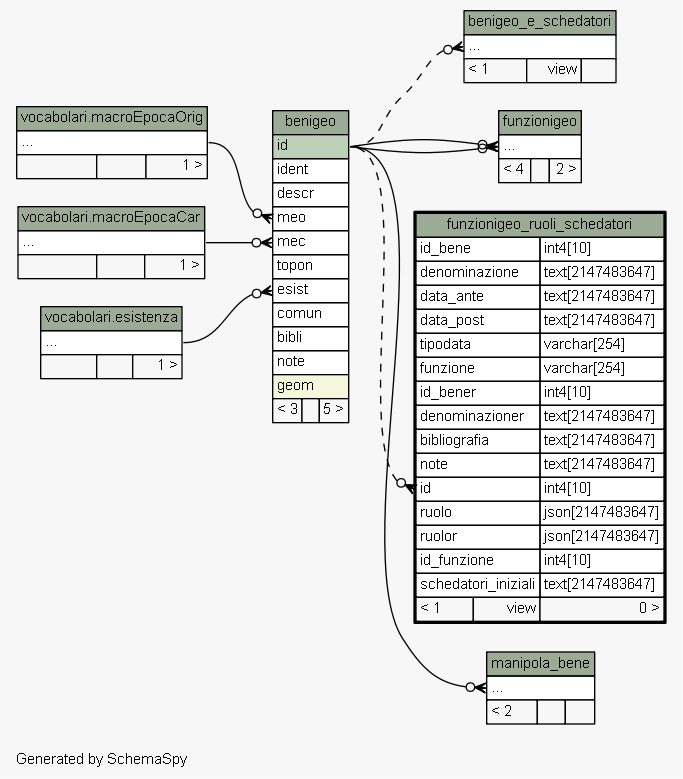 benigeo_e_schedatori
...
< 1 view
vocabolari.macroEpocaOrig
...
1 >
benigeo
id
ident
descr
meo
mec
topon
esist
comun
bibli
note
geom
< 3 5 >
funzionigeo
...
< 4 2 >
vocabolari.macroEpocaCar
...
1 >
vocabolari.esistenza
...
1 >
funzionigeo_ruoli_schedatori
id_bene int4[10]
denominazione text[2147483647]
data_ante text[2147483647]
data_post text[2147483647]
tipodata varchar[254]
funzione varchar[254]
id_bener int4[10]
denominazioner text[2147483647]
bibliografia text[2147483647]
note text[2147483647]
id int4[10]
ruolo json[2147483647]
ruolor json[2147483647]
id_funzione int4[10]
schedatori_iniziali text[2147483647]
< 1 view 0 >
manipola_bene
...
< 2
Generated by SchemaSpy